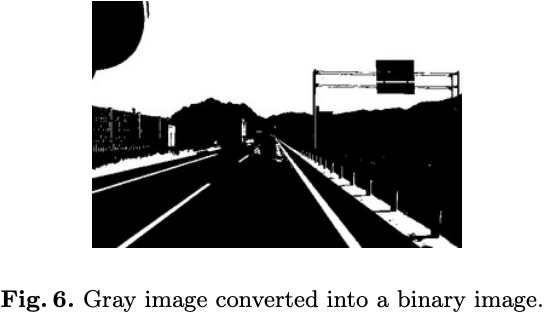 Fig. 6. Gray image converted into a binary image.